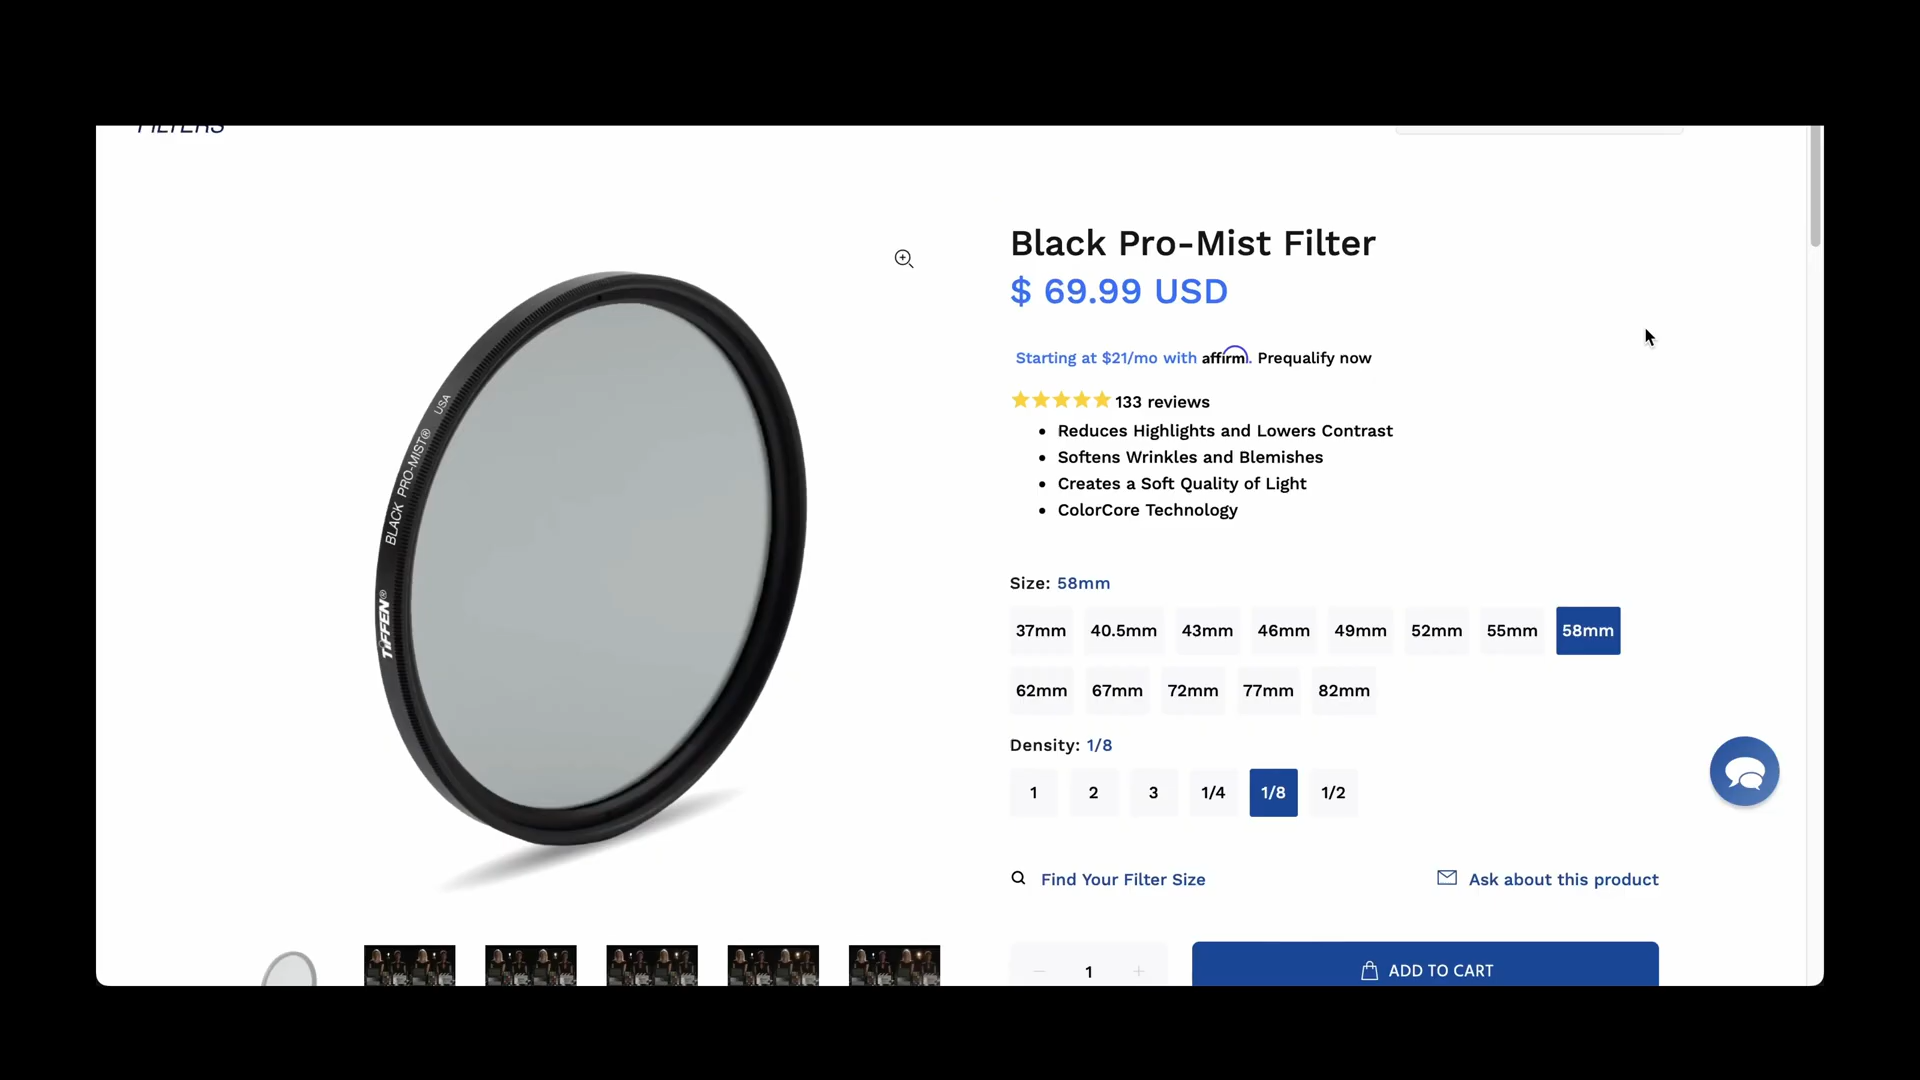 FILTERS
Black Pro-Mist Filter
$ 69.99 USD
Starting at $21/mo with affirm. Prequalify now
133 reviews
Reduces Highlights and Lowers Contrast
Softens Wrinkles and Blemishes
Creates a Soft Quality of Light
ColorCore Technology
Size: 58mm
37mm 40.5mm 43mm 46mm 49mm 52mm 55mm 58mm
62mm 67mm 72mm 77mm 82mm
Density: 1/8
1 2 3 1/4 1/8 1/2
Find Your Filter Size
Ask about this product
1
ADD TO CART
TIFFEN® BLACK PRO-MIST® USA